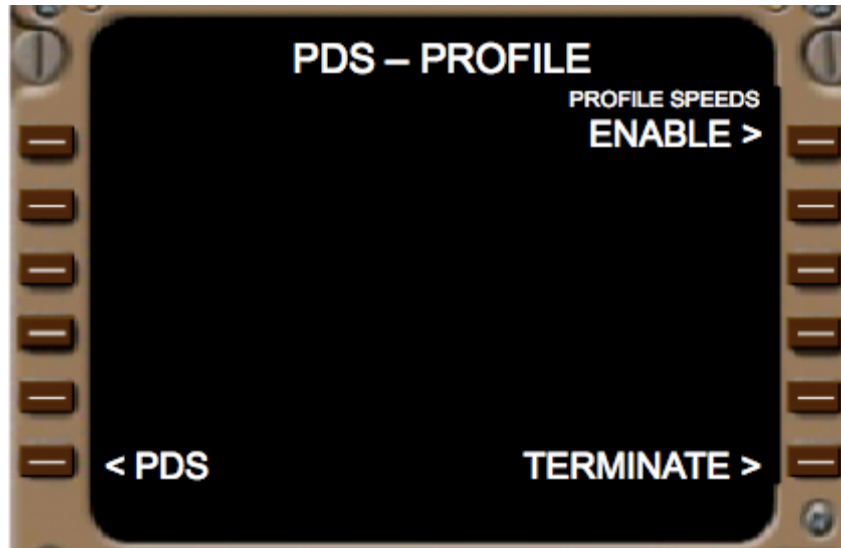 PDS – PROFILE
PROFILE SPEEDS
ENABLE >
< PDS TERMINATE >